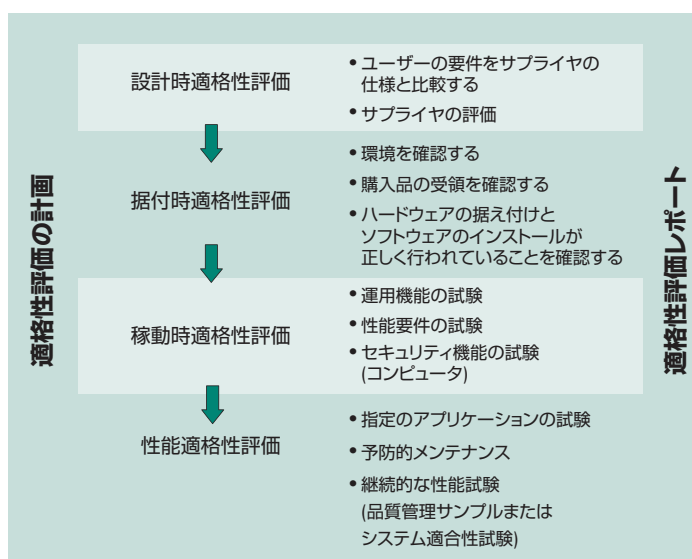 適格性評価の計画
設計時適格性評価
• ユーザーの要件をサプライヤの
仕様と比較する
• サプライヤの評価
据付時適格性評価
• 環境を確認する
• 購入品の受領を確認する
• ハードウェアの据え付けと
ソフトウェアのインストールが
正しく行われていることを確認する
稼動時適格性評価
• 運用機能の試験
• 性能要件の試験
• セキュリティ機能の試験
(コンピュータ)
性能適格性評価
• 指定のアプリケーションの試験
• 予防的メンテナンス
• 継続的な性能試験
(品質管理サンプルまたは
システム適合性試験)
適格性評価レポート